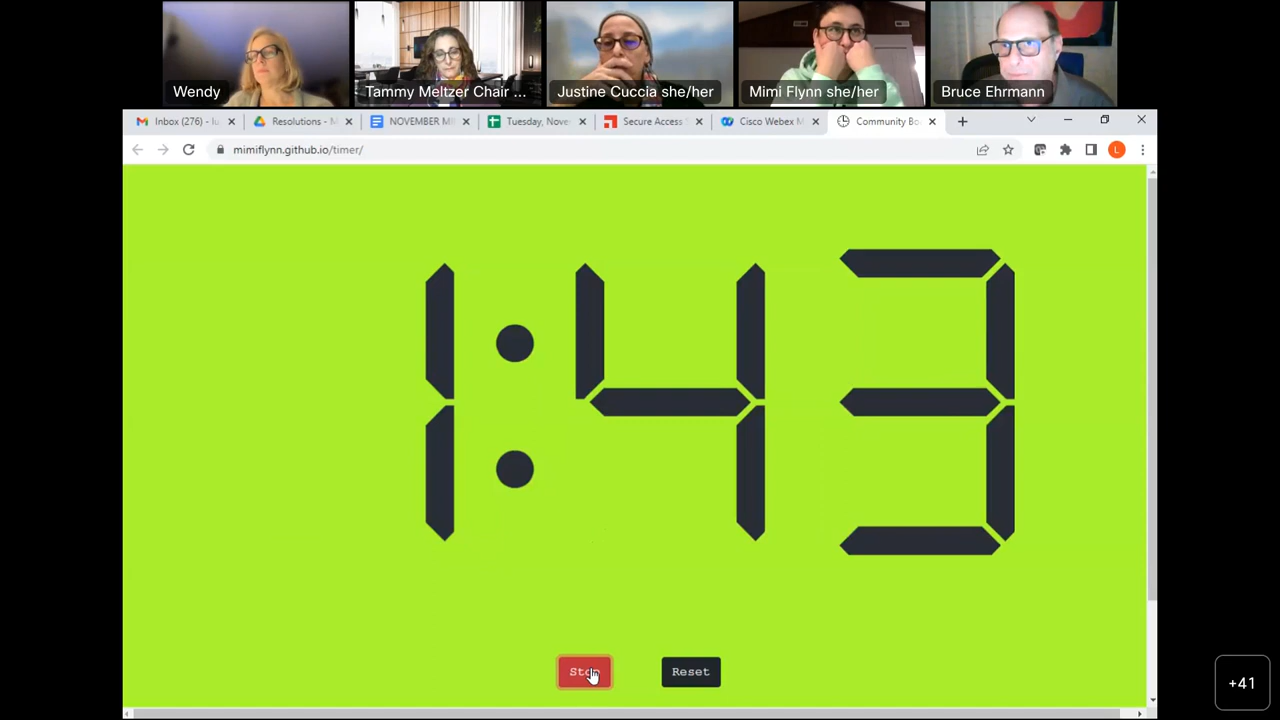 Wendy
Tammy Meltzer Chair ...
Justine Cuccia she/her
Mimi Flynn she/her
Bruce Ehrmann
Inbox (276) -
Resolutions -
NOVEMBER
Tuesday, Nove
Secure Access
Cisco Webex M
Community Bo
mimiflynn.github.io/timer/
L
1:43
Reset
+41